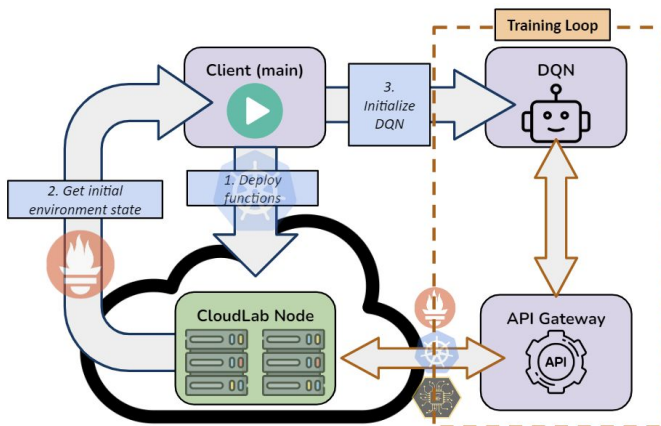 Training Loop
Client (main)
3.
Initialize
DQN
DQN
2. Get initial
environment state
1. Deploy
functions
CloudLab Node
API Gateway
API